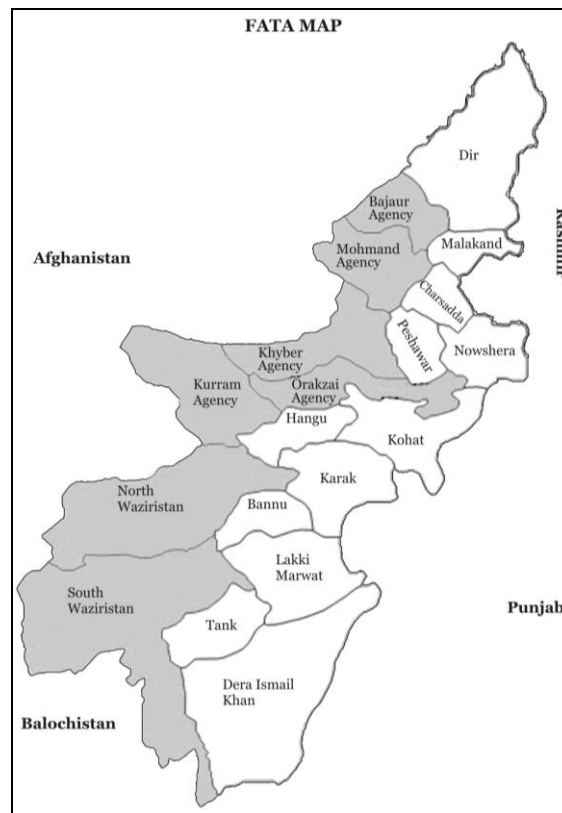 FATA MAP
Dir
Bajaur
Agency
Malakand
Mohmand
Agency
Afghanistan
Kashmir
Charsadda
Peshawar
Nowshera
Khyber
Agency
Kurram
Agency
Orakzai
Agency
Hangu
Kohat
Karak
North
Waziristan
Bannu
Lakki
Marwat
South
Waziristan
Punjab
Tank
Dera Ismail
Khan
Balochistan